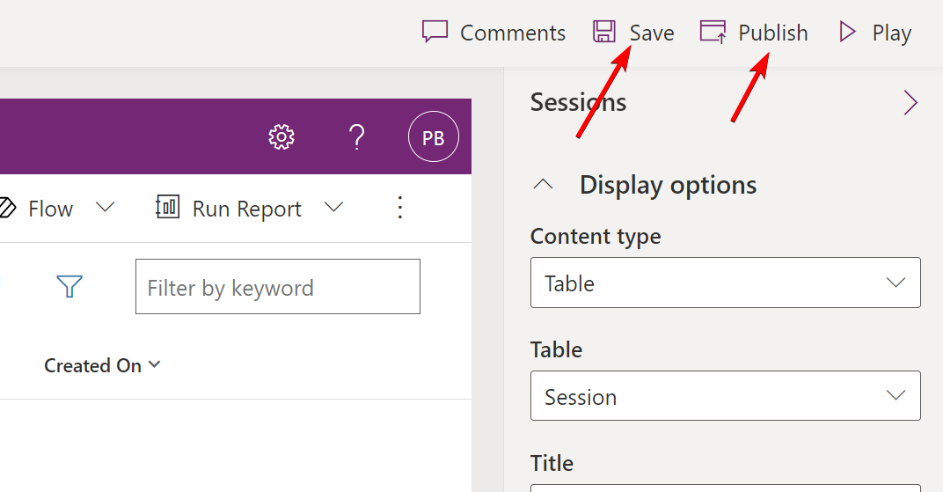 Comments Save Publish Play
Sessions
PB
Display options
Flow Run Report
Content type
Filter by keyword
Table
Table
Created On
Session
Title